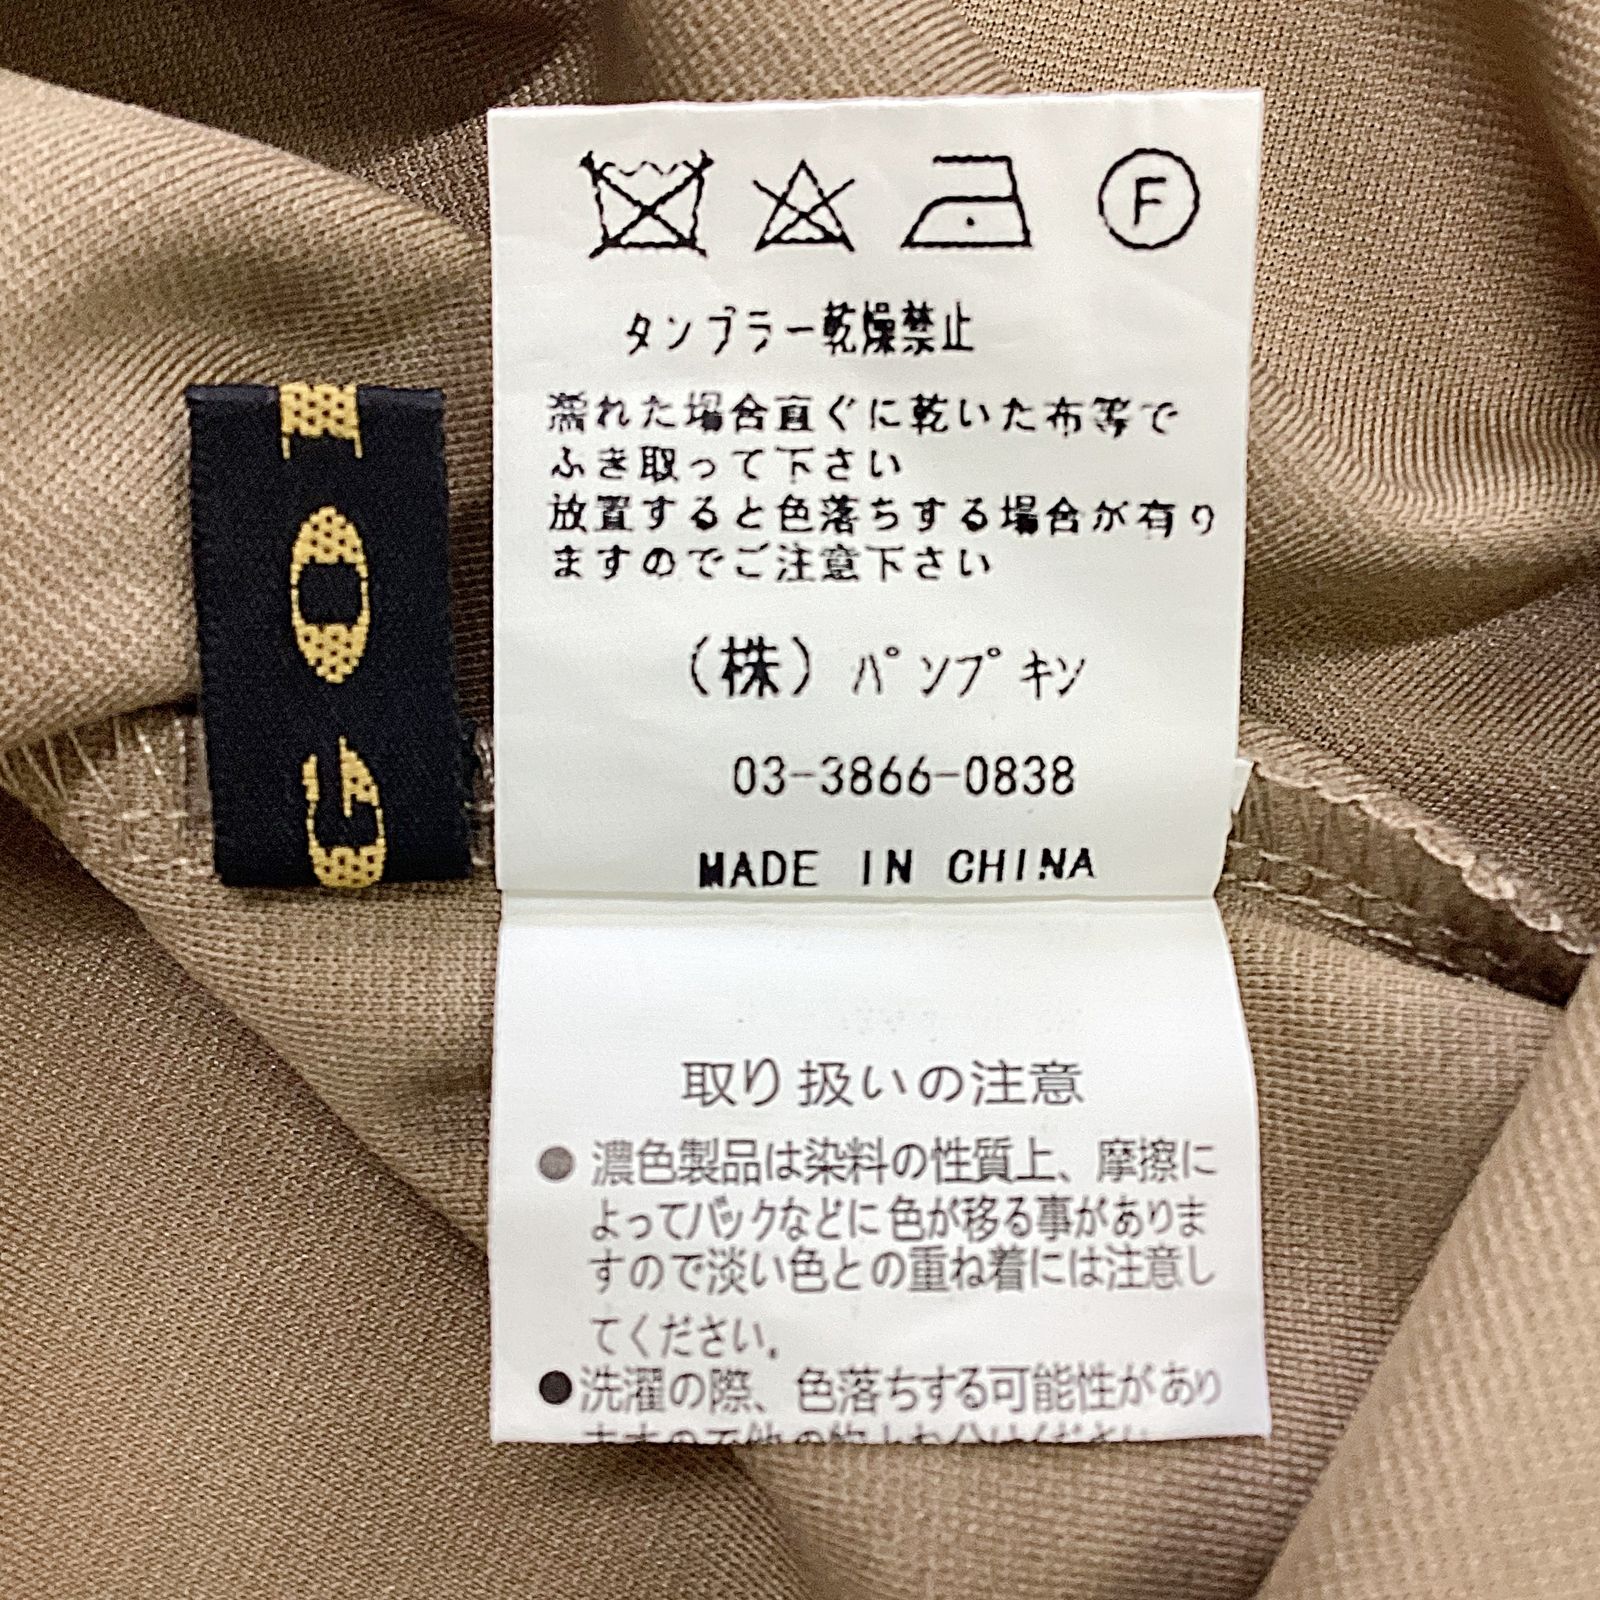 F
タンブラー乾燥禁止
濡れた場合直ぐに乾いた布等で
ふき取って下さい
放置すると色落ちする場合が有り
ますのでご注意下さい
(株) パンプキン
03-3866-0838
MADE IN CHINA
取り扱いの注意
● 濃色製品は染料の性質上、摩擦に
よってバックなどに色が移る事がありま
すので淡い色との重ね着には注意し
てください。
● 洗濯の際、色落ちする可能性があり